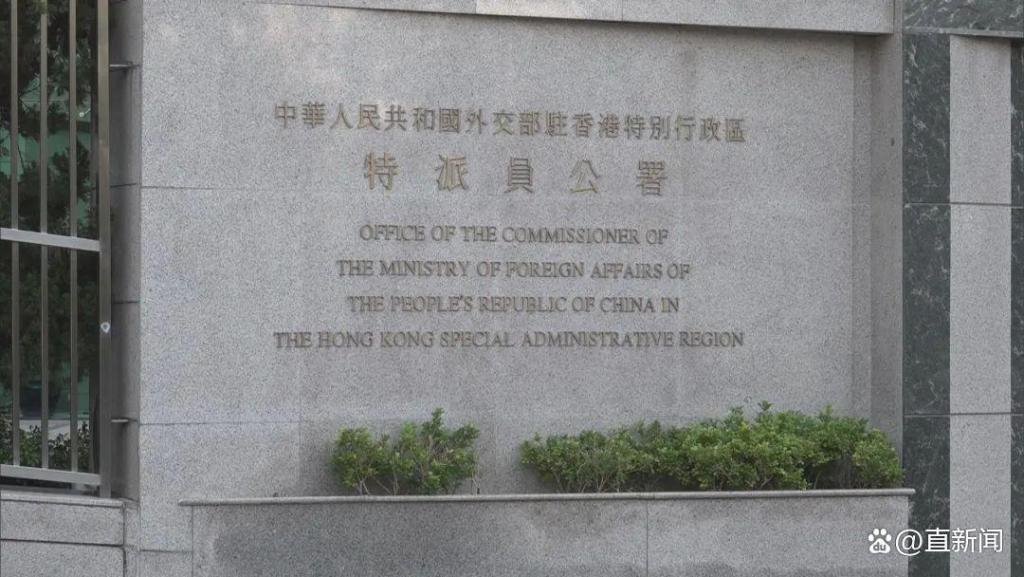 中華人民共和國外交部駐香港特別行政區
特派員公署
OFFICE OF THE COMMISSIONER OF
THE MINISTRY OF FOREIGN AFFAIRS OF
THE PEOPLE'S REPUBLIC OF CHINA IN
THE HONG KONG SPECIAL ADMINISTRATIVE REGION
du @直新闻